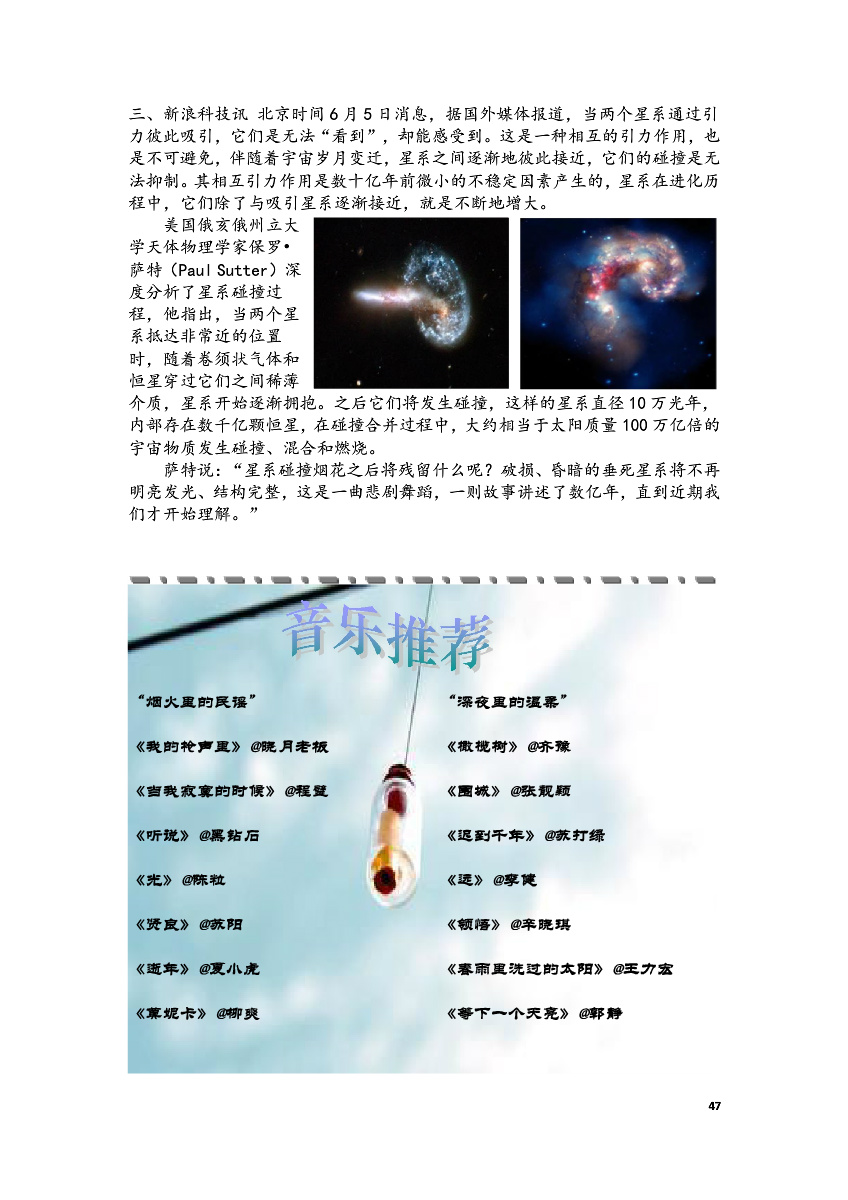 三、新浪科技讯 北京时间6月5日消息，据国外媒体报道，当两个星系通过引
力彼此吸引，它们是无法“看到”，却能感受到。这是一种相互的引力作用，也
是不可避免，伴随着宇宙岁月变迁，星系之间逐渐地彼此接近，它们的碰撞是无
法抑制。其相互引力作用是数十亿年前微小的不稳定因素产生的，星系在进化历
程中，它们除了与吸引星系逐渐接近，就是不断地增大。
美国俄亥俄州立大
学天体物理学家保罗•
萨特（Paul Sutter）深
度分析了星系碰撞过
程，他指出，当两个星
系抵达非常近的位置
时，随着卷须状气体和
恒星穿过它们之间稀薄
介质，星系开始逐渐拥抱。之后它们将发生碰撞，这样的星系直径10万光年，
内部存在数千亿颗恒星，在碰撞合并过程中，大约相当于太阳质量100万亿倍的
宇宙物质发生碰撞、混合和燃烧。
萨特说：“星系碰撞烟花之后将残留什么呢？破损、昏暗的垂死星系将不再
明亮发光、结构完整，这是一曲悲剧舞蹈，一则故事讲述了数亿年，直到近期我
们才开始理解。”
音乐推荐
“烟火里的民谣”
《我的枪声里》@晓月老板
《当我寂寞的时候》@程璧
《听说》@黑钻石
《光》@陈粒
《贤良》@苏阳
《逝年》@夏小虎
《莫妮卡》@柳爽
“深夜里的温柔”
《橄榄树》@齐豫
《围城》@张靓颖
《迟到千年》@苏打绿
《远》@李健
《领悟》@辛晓琪
《春雨里洗过的太阳》@王力宏
《等下一个天亮》@郭静
47